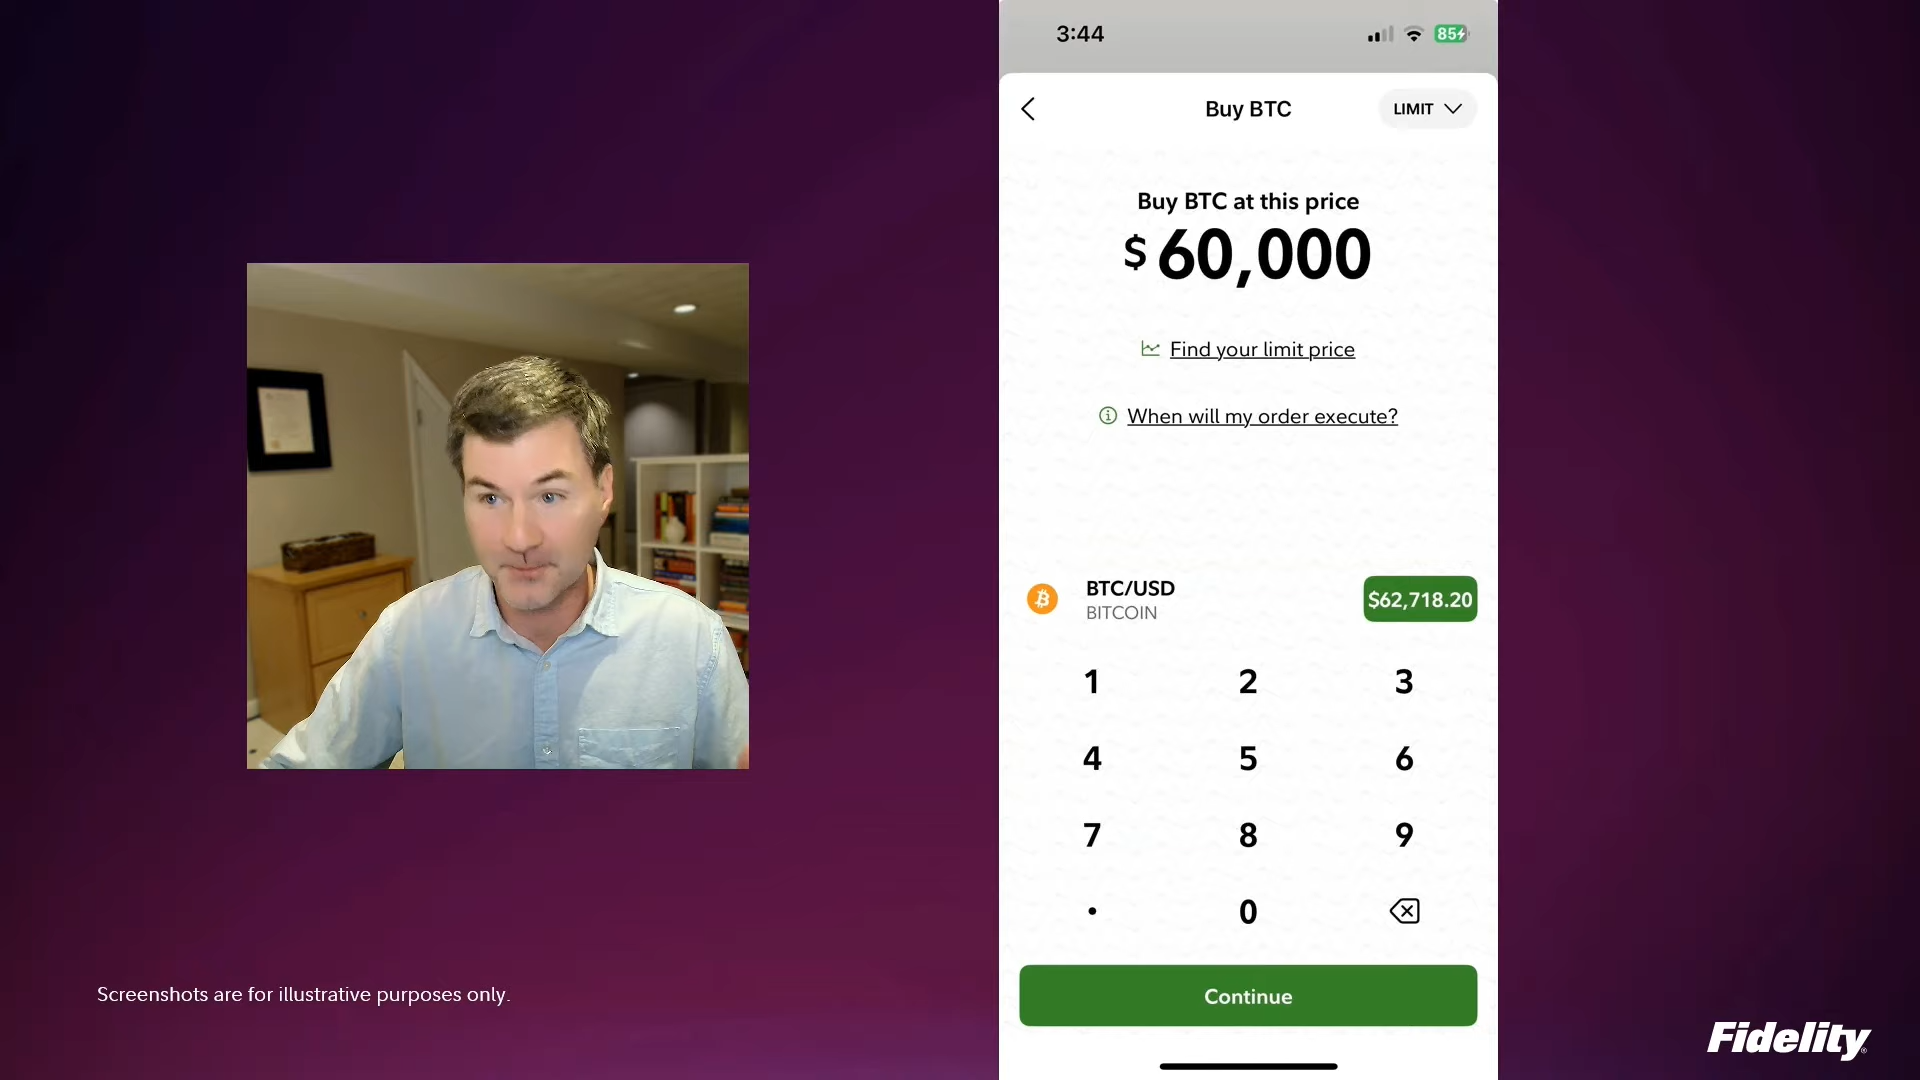 3:44
85
Buy BTC
LIMIT
Buy BTC at this price
$60,000
Find your limit price
When will my order execute?
BTC/USD
BITCOIN
$62,718.20
1 2 3
4 5 6
7 8 9
. 0
Continue
Screenshots are for illustrative purposes only.
Fidelity